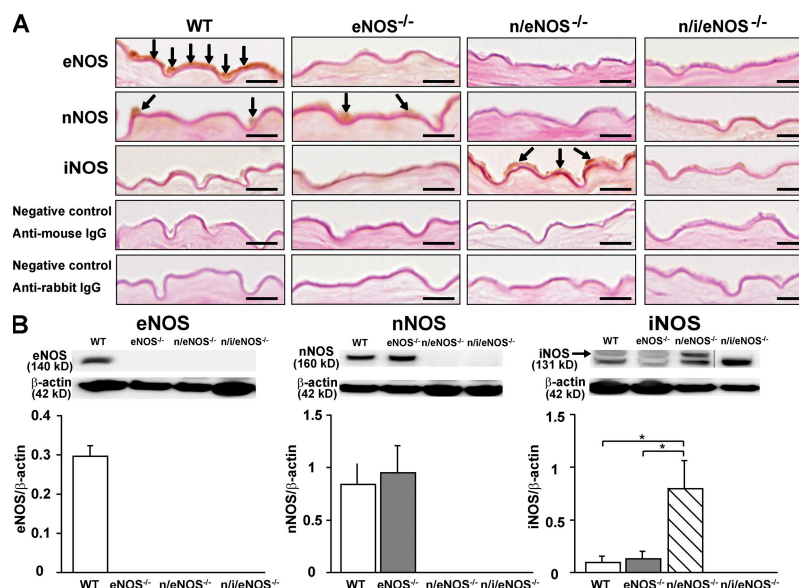 A
WT eNOS-/- n/eNOS-/- n/i/eNOS-/-
eNOS
nNOS
iNOS
Negative control
Anti-mouse IgG
Negative control
Anti-rabbit IgG
B
eNOS
WT eNOS-/- n/eNOS-/- n/i/eNOS-/-
eNOS
(140 kD)
β-actin
(42 kD)
eNOS/β-actin
0.4
0.3
0.2
0.1
0
WT eNOS-/- n/eNOS-/- n/i/eNOS-/-
nNOS
WT eNOS-/- n/eNOS-/- n/i/eNOS-/-
nNOS
(160 kD)
β-actin
(42 kD)
nNOS/β-actin
1.5
1
0.5
0
WT eNOS-/- n/eNOS-/- n/i/eNOS-/-
iNOS
WT eNOS-/- n/eNOS-/- n/i/eNOS-/-
iNOS
(131 kD)
β-actin
(42 kD)
iNOS/β-actin
1.5
1
0.5
0
*
*
WT eNOS-/- n/eNOS-/- n/i/eNOS-/-